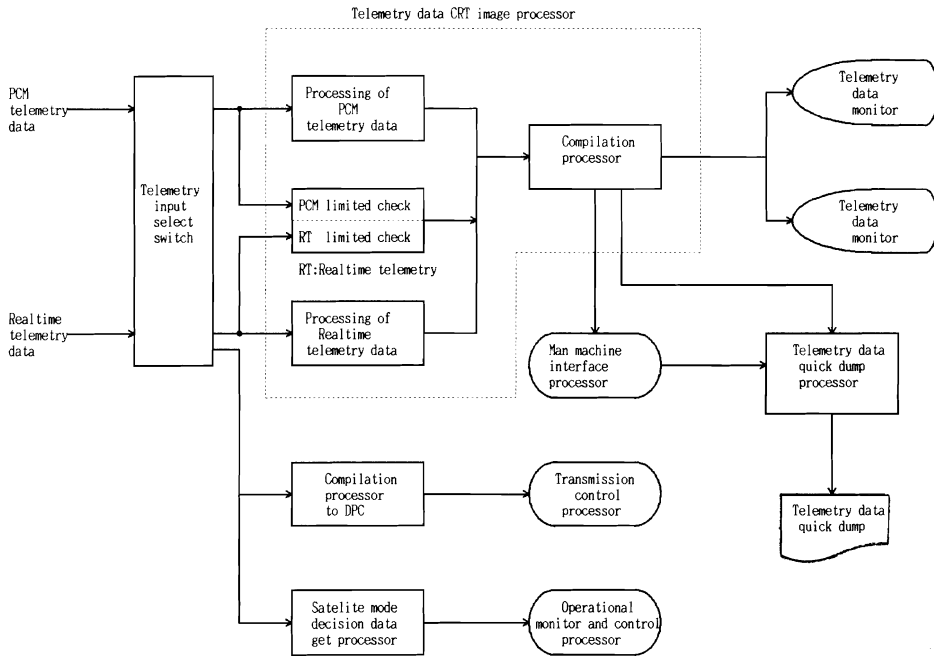 Telemetry data CRT image processor
PCM
telemetry
data
Realtime
telemetry
data
Telemetry
input
select
switch
Processing of
PCM
telemetry data
PCM limited check
RT limited check
RT:Realtime telemetry
Processing of
Realtime
telemetry data
Compilation
processor
Telemetry
data
monitor
Telemetry
data
monitor
Man machine
interface
processor
Telemetry data
quick dump
processor
Compilation
processor
to DPC
Transmission
control
processor
Telemetry data
quick dump
Satelite mode
decision data
get processor
Operational
monitor and control
processor